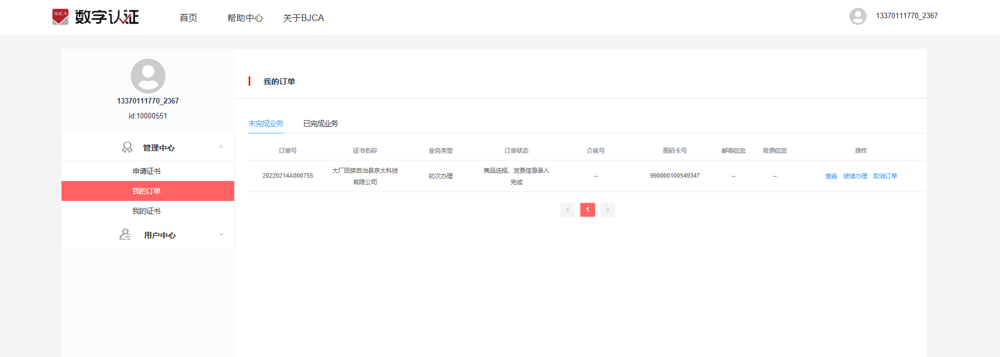 BJCA 数字认证 首页 帮助中心 关于BJCA 13370111770_2367
13370111770_2367
id:10000551
管理中心
申请证书
我的订单
我的证书
用户中心
我的订单
未完成业务 已完成业务
订单号 证书名称 业务类型 订单状态 介质号 密码卡号 邮寄信息 发票信息 操作
20220214A000755 大厂回族自治县京太科技 初次办理 商品选择、发票信息录入 -- 998000100549347 -- -- 查看 继续办理 取消订单
有限公司 完成
1